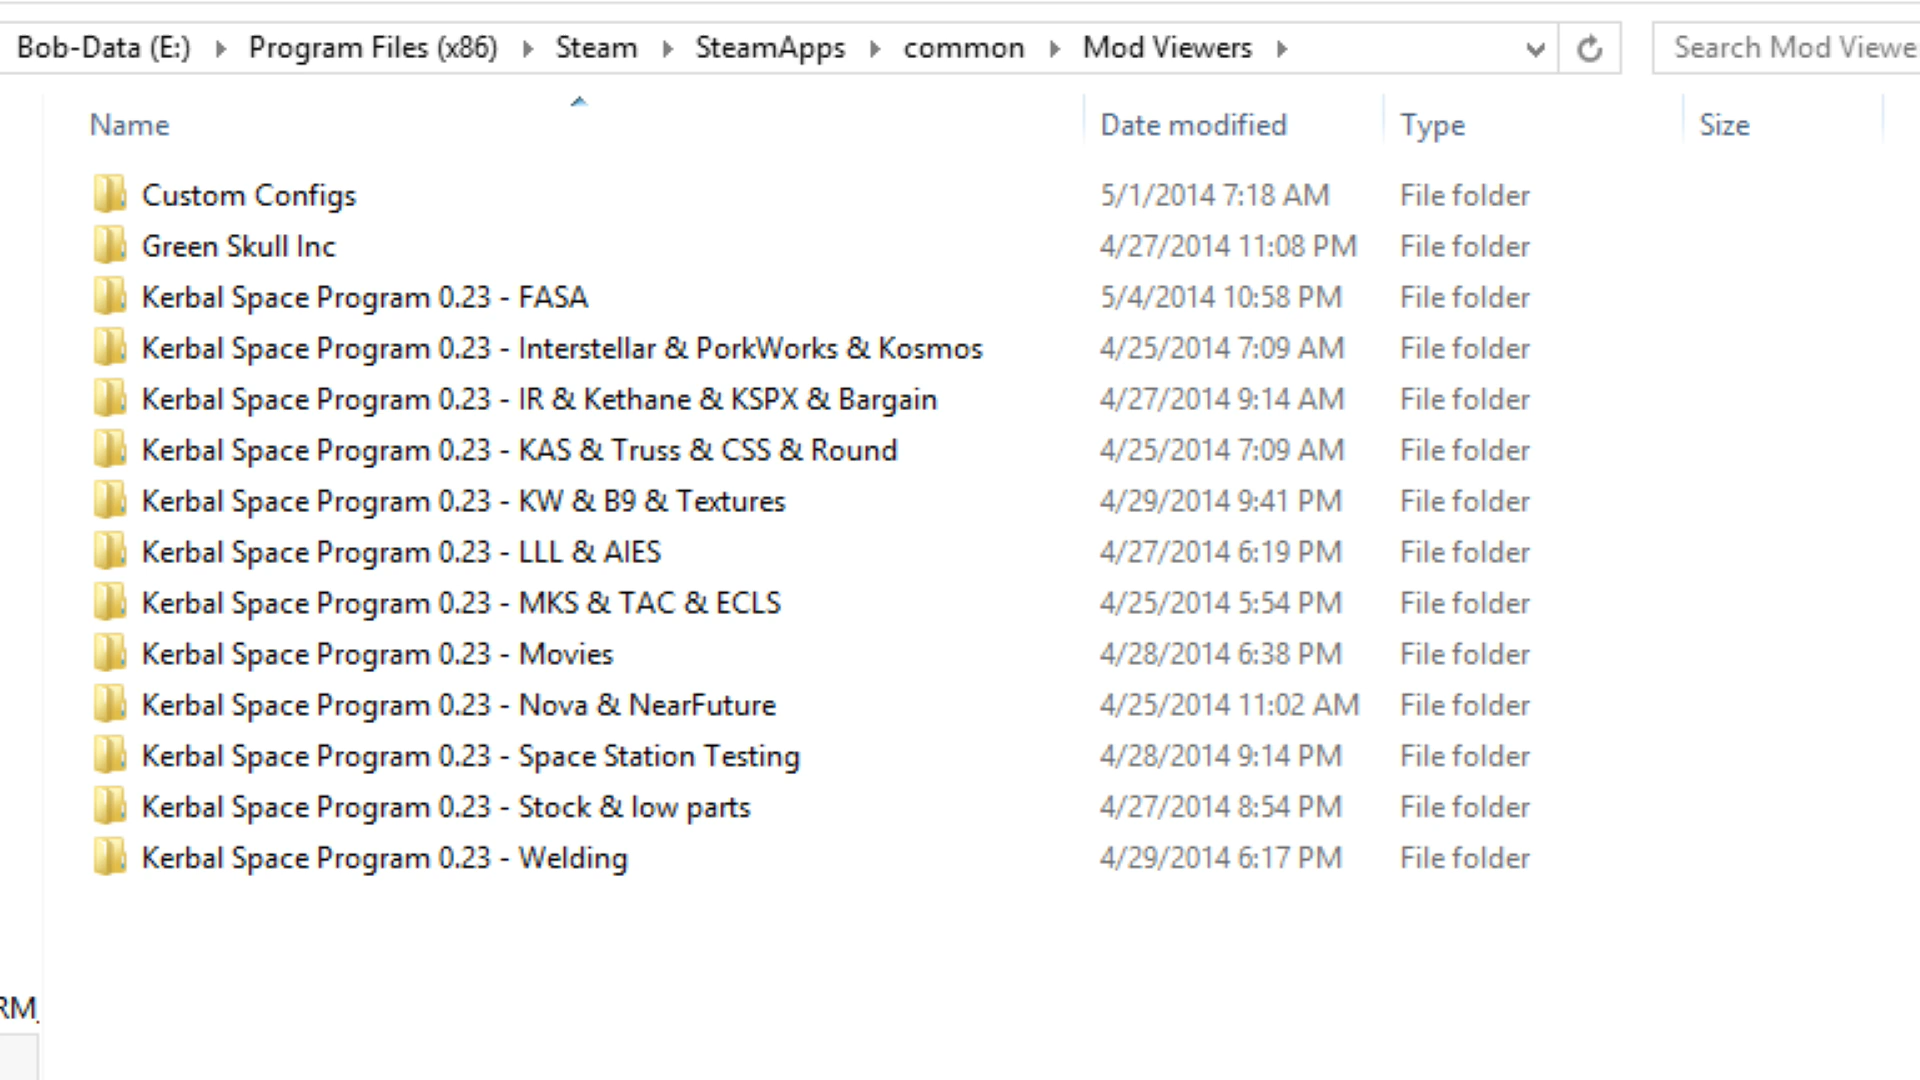 Bob-Data (E:) Program Files (x86) Steam SteamApps common Mod Viewers Search Mod Viewe
Name Date modified Type Size
Custom Configs 5/1/2014 7:18 AM File folder
Green Skull Inc 4/27/2014 11:08 PM File folder
Kerbal Space Program 0.23 - FASA 5/4/2014 10:58 PM File folder
Kerbal Space Program 0.23 - Interstellar & PorkWorks & Kosmos 4/25/2014 7:09 AM File folder
Kerbal Space Program 0.23 - IR & Kethane & KSPX & Bargain 4/27/2014 9:14 AM File folder
Kerbal Space Program 0.23 - KAS & Truss & CSS & Round 4/25/2014 7:09 AM File folder
Kerbal Space Program 0.23 - KW & B9 & Textures 4/29/2014 9:41 PM File folder
Kerbal Space Program 0.23 - LLL & AIES 4/27/2014 6:19 PM File folder
Kerbal Space Program 0.23 - MKS & TAC & ECLS 4/25/2014 5:54 PM File folder
Kerbal Space Program 0.23 - Movies 4/28/2014 6:38 PM File folder
Kerbal Space Program 0.23 - Nova & NearFuture 4/25/2014 11:02 AM File folder
Kerbal Space Program 0.23 - Space Station Testing 4/28/2014 9:14 PM File folder
Kerbal Space Program 0.23 - Stock & low parts 4/27/2014 8:54 PM File folder
Kerbal Space Program 0.23 - Welding 4/29/2014 6:17 PM File folder
RM_